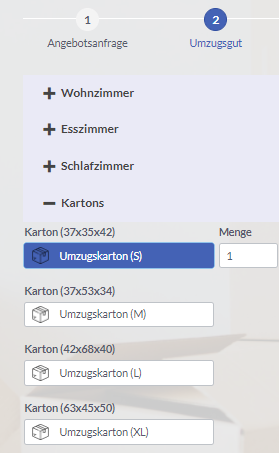 1 2
Angebotsanfrage Umzugsgut
Wohnzimmer
Esszimmer
Schlafzimmer
Kartons
Karton (37x35x42) Menge
Umzugskarton (S) 1
Karton (37x53x34)
Umzugskarton (M)
Karton (42x68x40)
Umzugskarton (L)
Karton (63x45x50)
Umzugskarton (XL)